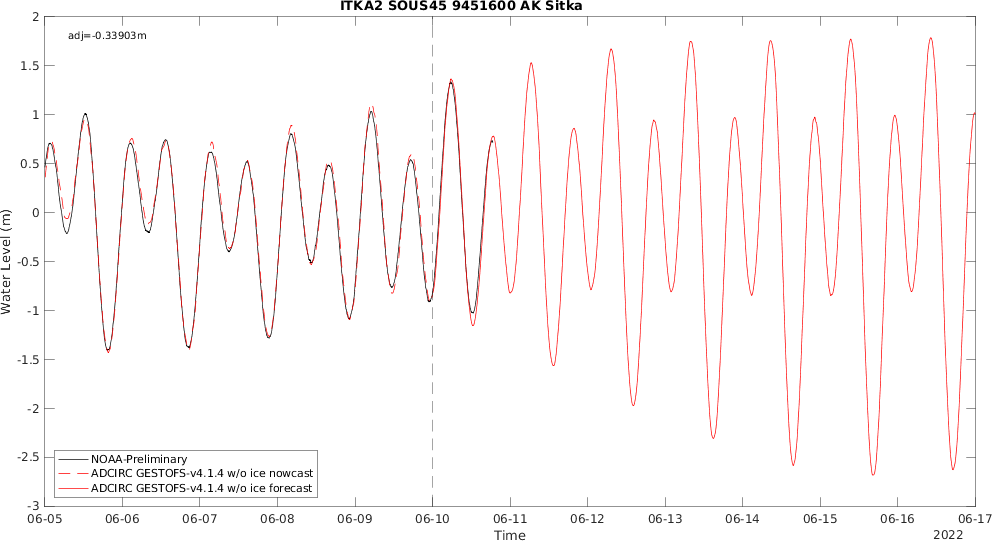 ITKA2 SOUS45 9451600 AK Sitka
adj=-0.33903m
2
1.5
1
0.5
0
-0.5
-1
-1.5
-2
-2.5
-3
Water Level (m)
NOAA-Preliminary
ADCIRC GESTOFS-v4.1.4 w/o ice nowcast
ADCIRC GESTOFS-v4.1.4 w/o ice forecast
06-05 06-06 06-07 06-08 06-09 06-10 06-11 06-12 06-13 06-14 06-15 06-16 06-17
Time
2022